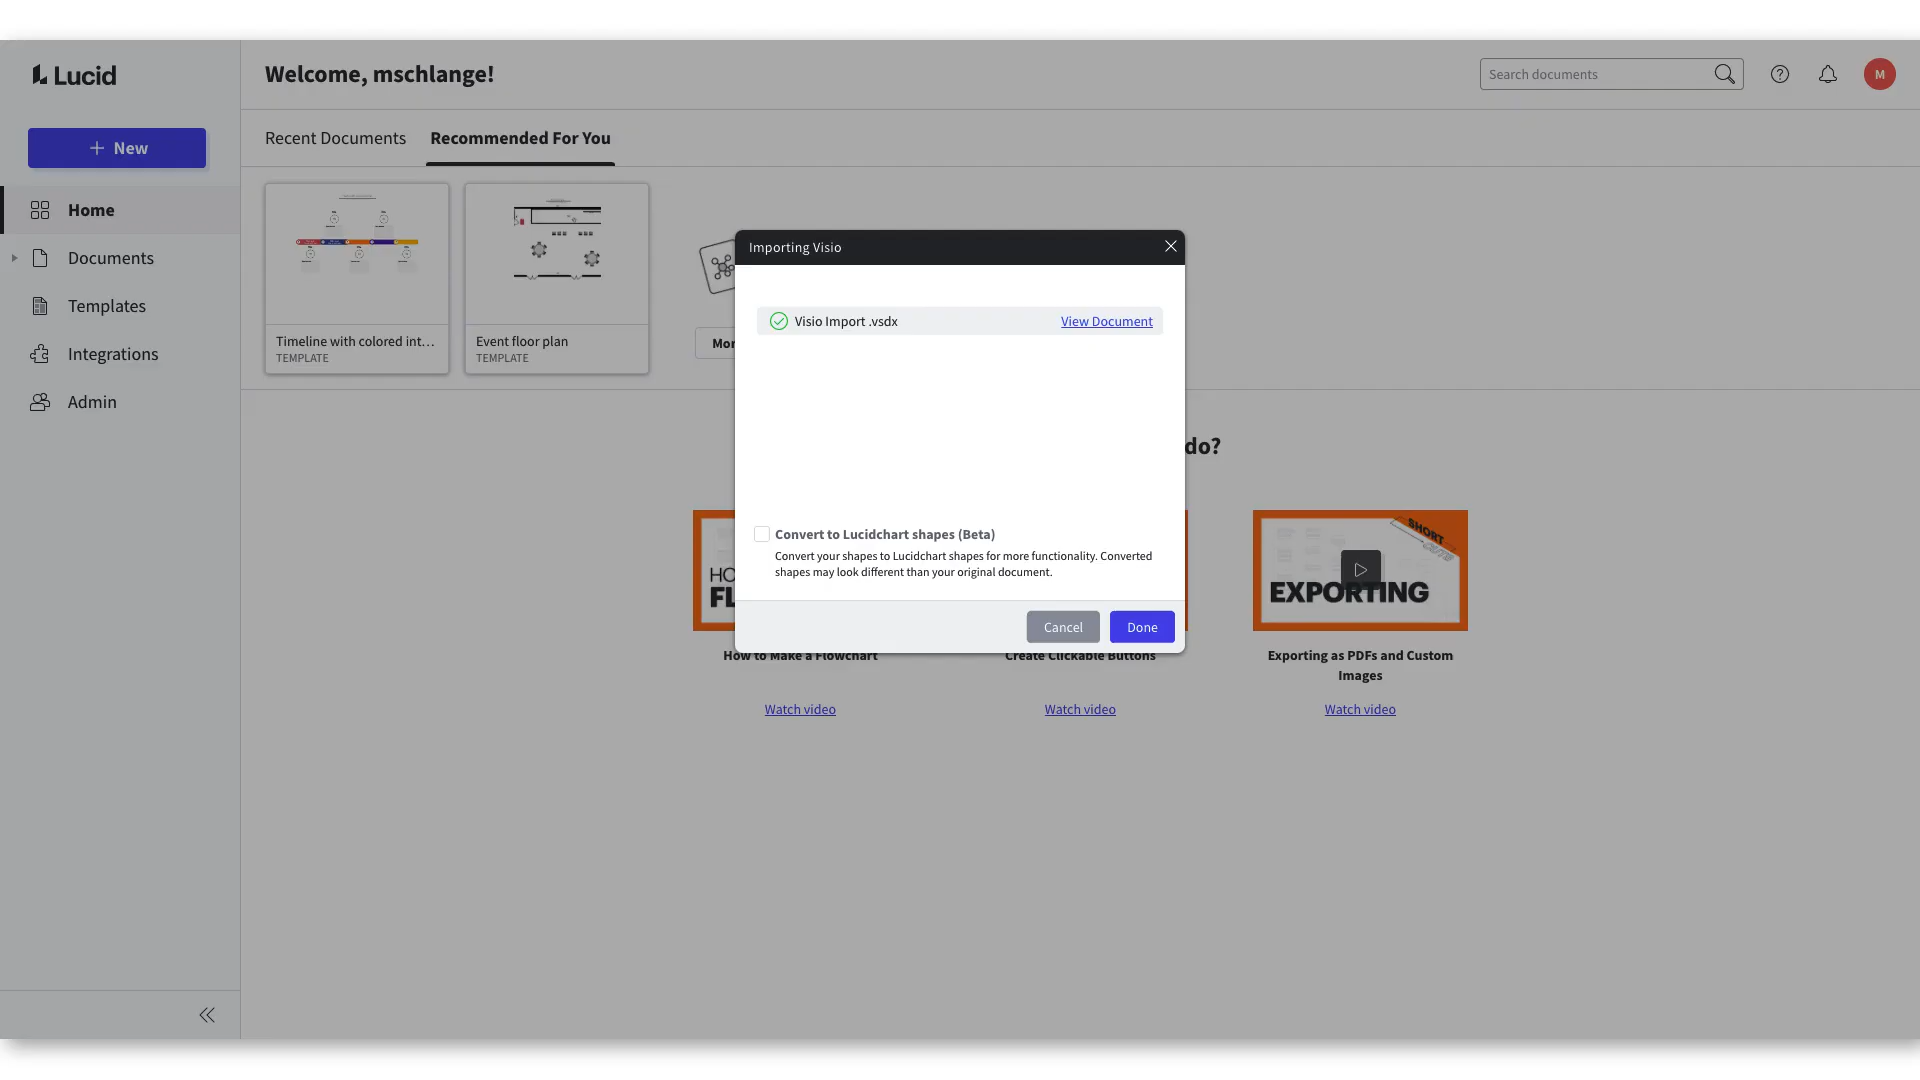 Lucid
Welcome, mschlange!
Search documents
M
New
Recent Documents
Recommended For You
Home
Documents
Templates
Integrations
Admin
Timeline with colored int...
TEMPLATE
Event floor plan
TEMPLATE
Mor
Importing Visio
Visio Import .vsdx
View Document
Convert to Lucidchart shapes (Beta)
Convert your shapes to Lucidchart shapes for more functionality. Converted
shapes may look different than your original document.
Cancel
Done
do?
HO
FL
SHORT
CUTS
EXPORTING
How to Make a Flowchart
Create Clickable Buttons
Exporting as PDFs and Custom
Images
Watch video
Watch video
Watch video